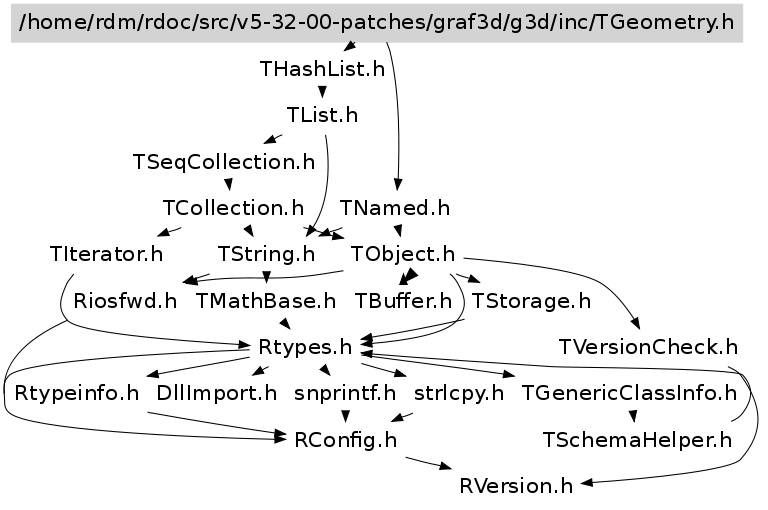 /home/rdm/rdoc/src/v5-32-00-patches/graf3d/g3d/inc/TGeometry.h
THashList.h
TList.h
TSeqCollection.h
TCollection.h TNamed.h
TIterator.h TString.h TObject.h
Riosfwd.h TMathBase.h TBuffer.h TStorage.h
Rtypes.h TVersionCheck.h
Rtypeinfo.h DllImport.h snprintf.h strlcpy.h TGenericClassInfo.h
RConfig.h TSchemaHelper.h
RVersion.h